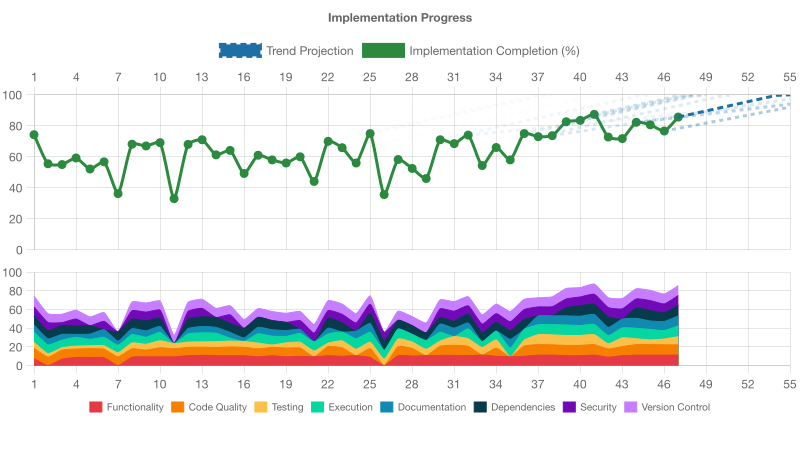 Implementation Progress
Trend Projection Implementation Completion (%)
1 4 7 10 13 16 19 22 25 28 31 34 37 40 43 46 49 52 55
100
80
60
40
20
0
100
80
60
40
20
0
1 4 7 10 13 16 19 22 25 28 31 34 37 40 43 46 49 52 55
Functionality Code Quality Testing Execution Documentation Dependencies Security Version Control